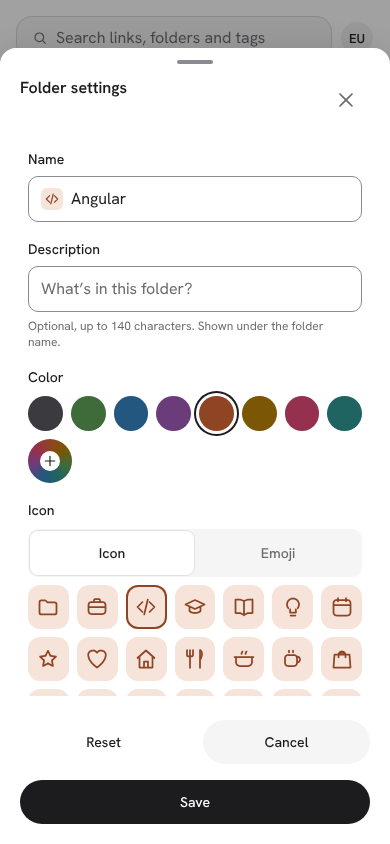 Search links, folders and tags
EU
Folder settings
Name
Angular
Description
What’s in this folder?
Optional, up to 140 characters. Shown under the folder
name.
Color
Icon
Icon
Emoji
Reset
Cancel
Save